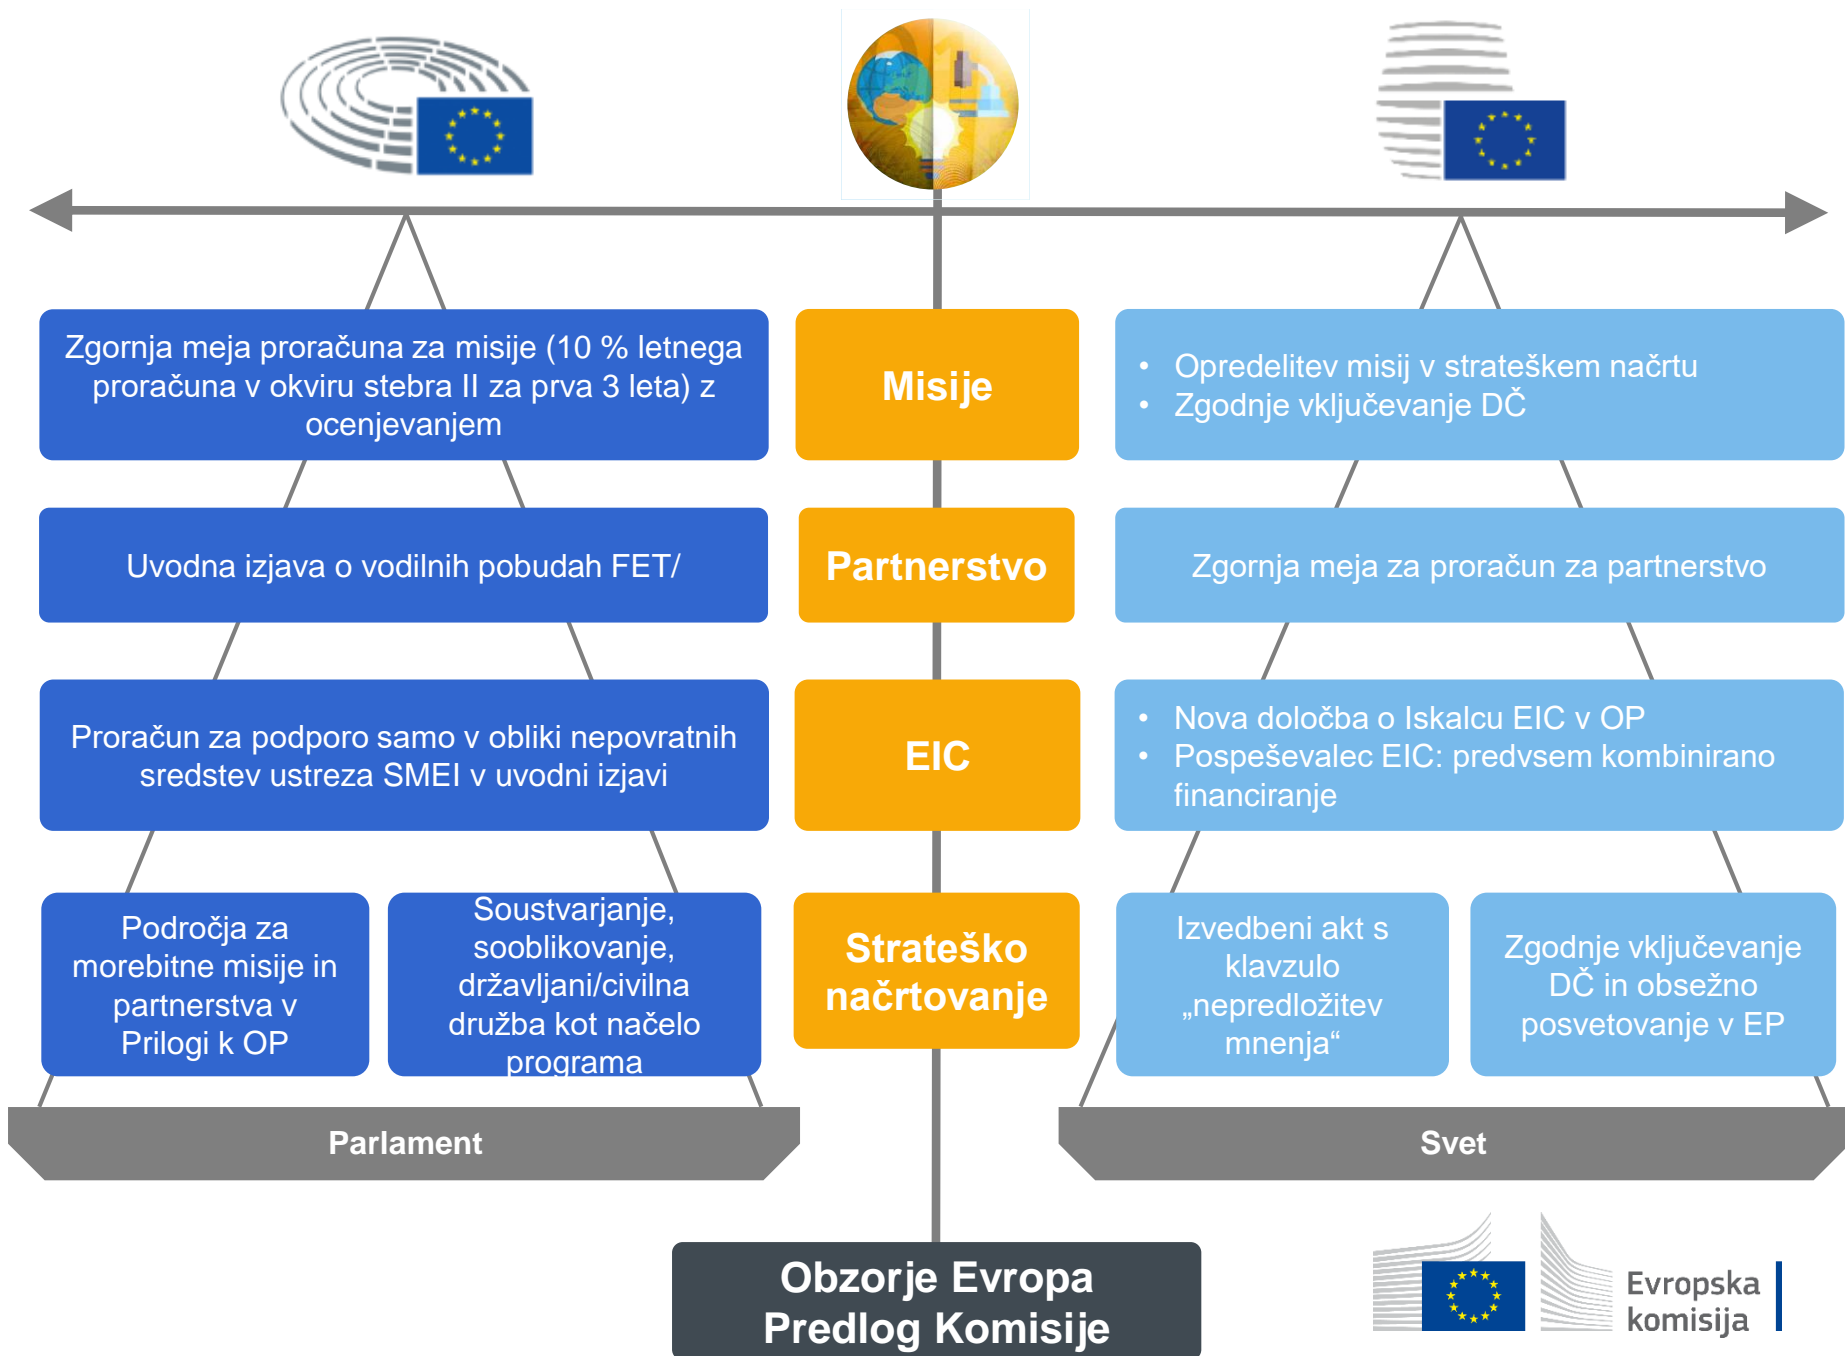 Zgornja meja proračuna za misije (10 % letnega
proračuna v okviru stebra II za prva 3 leta) z
ocenjevanjem
Misije
• Opredelitev misij v strateškem načrtu
• Zgodnje vključevanje DČ
Uvodna izjava o vodilnih pobudah FET/
Partnerstvo
Zgornja meja za proračun za partnerstvo
Proračun za podporo samo v obliki nepovratnih
sredstev ustreza SMEI v uvodni izjavi
EIC
• Nova določba o Iskalcu EIC v OP
• Pospeševalec EIC: predvsem kombinirano
financiranje
Področja za
morebitne misije in
partnerstva v
Prilogi k OP
Soustvarjanje,
sooblikovanje,
državljani/civilna
družba kot načelo
programa
Strateško
načrtovanje
Izvedbeni akt s
klavzulo
„nepredložitev
mnenja“
Zgodnje vključevanje
DČ in obsežno
posvetovanje v EP
Parlament
Svet
Obzorje Evropa
Predlog Komisije
Evropska
komisija